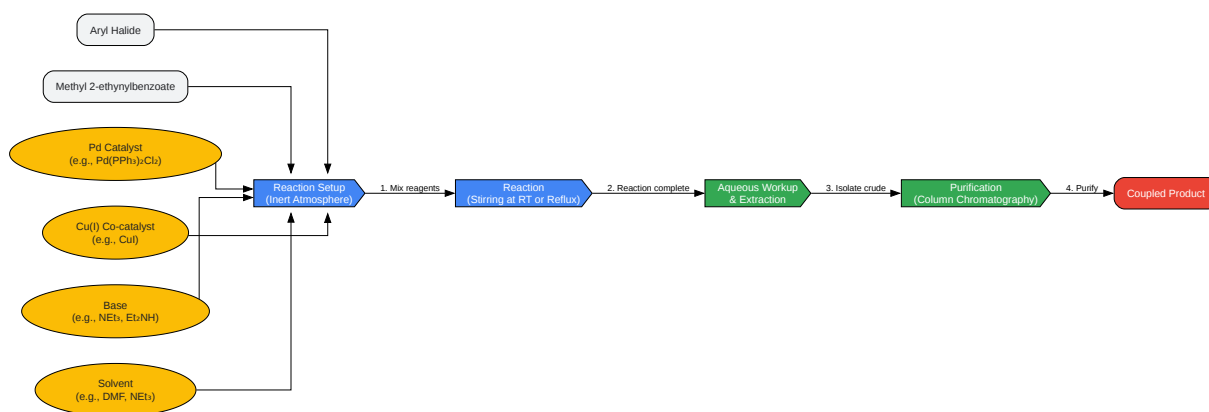 Aryl Halide
Methyl 2-ethynylbenzoate
Pd Catalyst
(e.g., Pd(PPh₃)₂Cl₂)
Cu(I) Co-catalyst
(e.g., CuI)
Base
(e.g., NEt₃, Et₂NH)
Solvent
(e.g., DMF, NEt₃)
Reaction Setup
(Inert Atmosphere)
1. Mix reagents
Reaction
(Stirring at RT or Reflux)
2. Reaction complete
Aqueous Workup
& Extraction
3. Isolate crude
Purification
(Column Chromatography)
4. Purify
Coupled Product